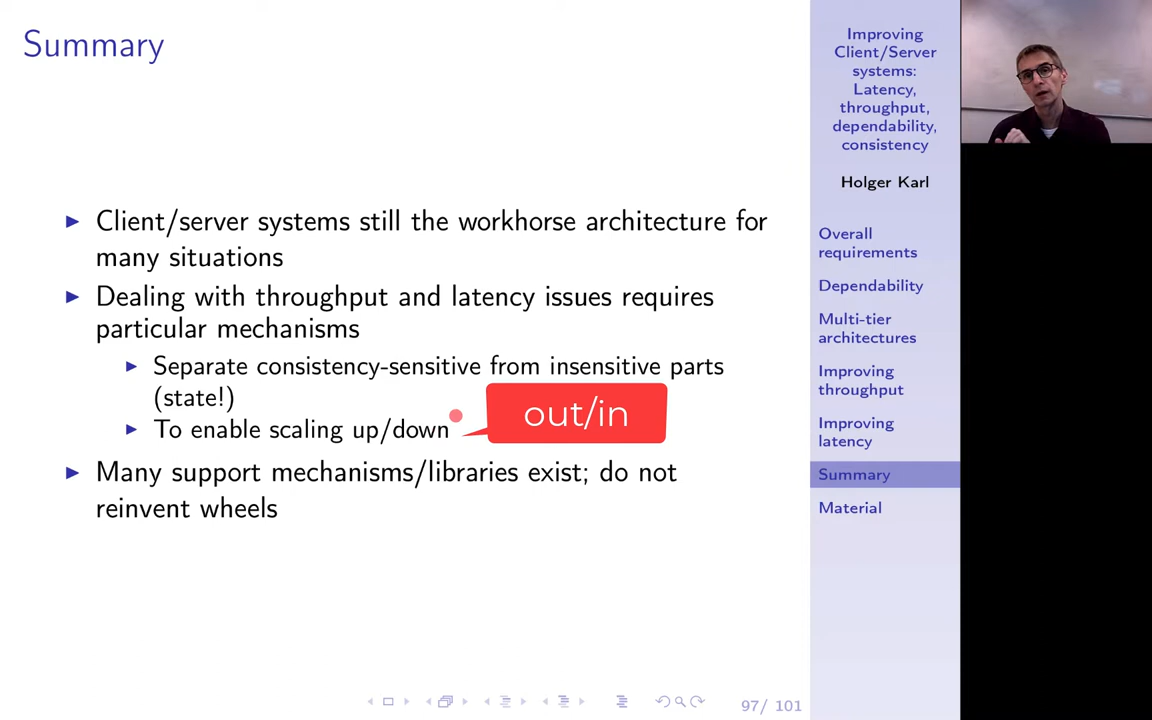 Summary
▶ Client/server systems still the workhorse architecture for
many situations
▶ Dealing with throughput and latency issues requires
particular mechanisms
▶ Separate consistency-sensitive from insensitive parts
(state!)
▶ To enable scaling up/down
out/in
▶ Many support mechanisms/libraries exist; do not
reinvent wheels
97/ 101
Improving
Client/Server
systems:
Latency,
throughput,
dependability,
consistency
Holger Karl
Overall
requirements
Dependability
Multi-tier
architectures
Improving
throughput
Improving
latency
Summary
Material